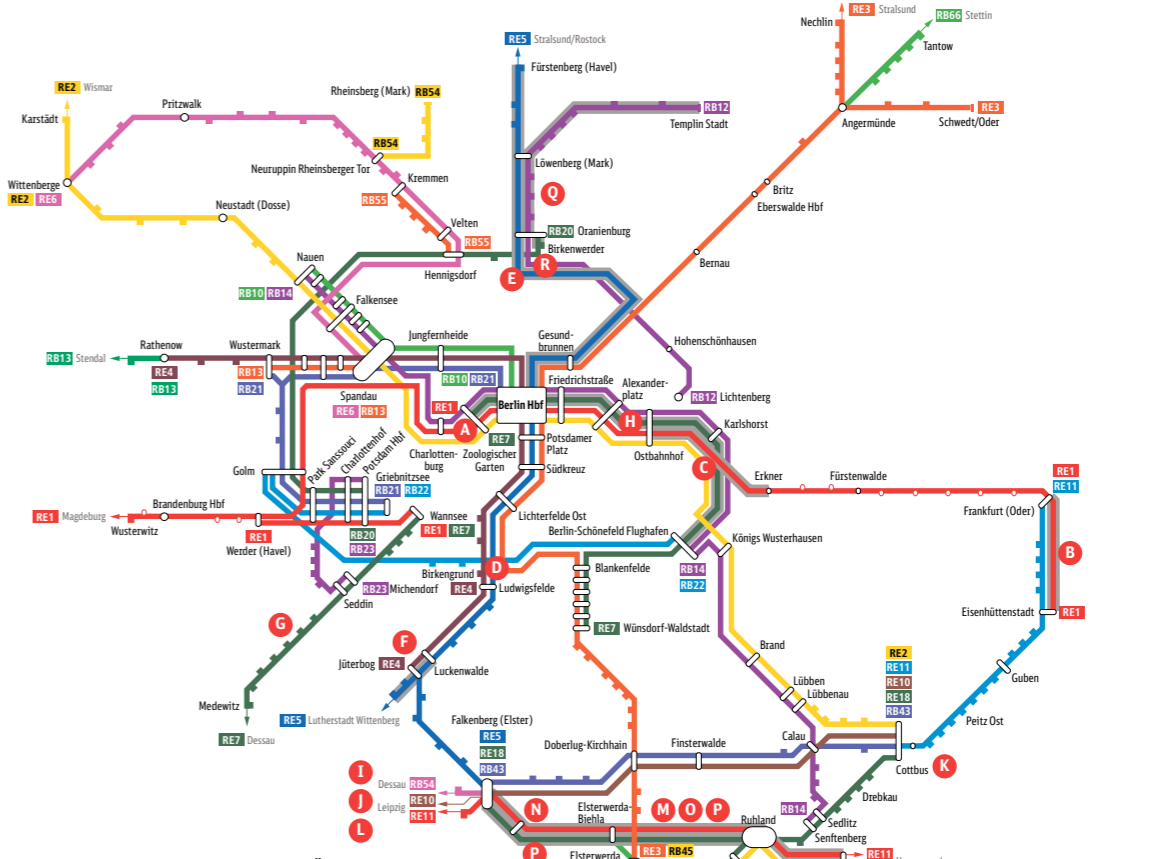 RE3 Stralsund
RB66 Stettin
Nechlin
Tantow
RE5 Stralsund/Rostock
Fürstenberg (Havel)
RE2 Wismar
Rheinsberg (Mark) RB54
Karstädt
Pritzwalk
RB12
Templin Stadt
RE3
Angermünde
Schwedt/Oder
RB54
Neuruppin Rheinsberger Tor
Löwenberg (Mark)
Kremmen
Wittenberge
RE2 RE6
RB55
Q
Britz
Eberswalde Hbf
Neustadt (Dosse)
Velten
RB20 Oranienburg
RB55
Birkenwerder
Nauen
Hennigsdorf
E
R
Bernau
RB10 RB14
Falkensee
Jungfernheide
Gesund-
brunnen
Hohenschönhausen
Rathenow
Wustermark
RB13 Stendal
RE4
RB13
RB13
RB21
RB10 RB21
Friedrichstraße
Alexander-
platz
Spandau
RE6 RB13
RE1
Berlin Hbf
RB12 Lichtenberg
A
H
Karlshorst
RE7
Potsdamer
Platz
Charlotten-
burg
Zoologischer
Garten
Ostbahnhof
Südkreuz
C
Golm
Park Sanssouci
Charlottenhof
Potsdam Hbf
Griebnitzsee
RB21 RB22
Erkner
Fürstenwalde
RE1
RE11
Frankfurt (Oder)
Brandenburg Hbf
RE1 Magdeburg
Wusterwitz
RE1
Werder (Havel)
RB20
RB23
Wannsee
RE1 RE7
Lichterfelde Ost
Berlin-Schönefeld Flughafen
Königs Wusterhausen
B
RB14
RB22
D
Blankenfelde
Birkengrund
RE4
Ludwigsfelde
RB23 Michendorf
Seddin
G
RE7 Wünsdorf-Waldstadt
Eisenhüttenstadt
RE1
F
Jüterbog RE4
Luckenwalde
Brand
RE2
RE11
RE10
RE18
RB43
Guben
Lübben
Lübbenau
Medewitz
RE5 Lutherstadt Wittenberg
RE7 Dessau
Falkenberg (Elster)
RE5
RE18
RB43
Peitz Ost
Doberlug-Kirchhain
Finsterwalde
Calau
Cottbus
K
I
J
L
Dessau RB54
Leipzig RE10
RE11
Drebkau
N
Elsterwerda-
Biehla
M
O
P
Ruhland
RB14
Sedlitz
Senftenberg
P
Elsterwerda
RE3 RB45
RE11